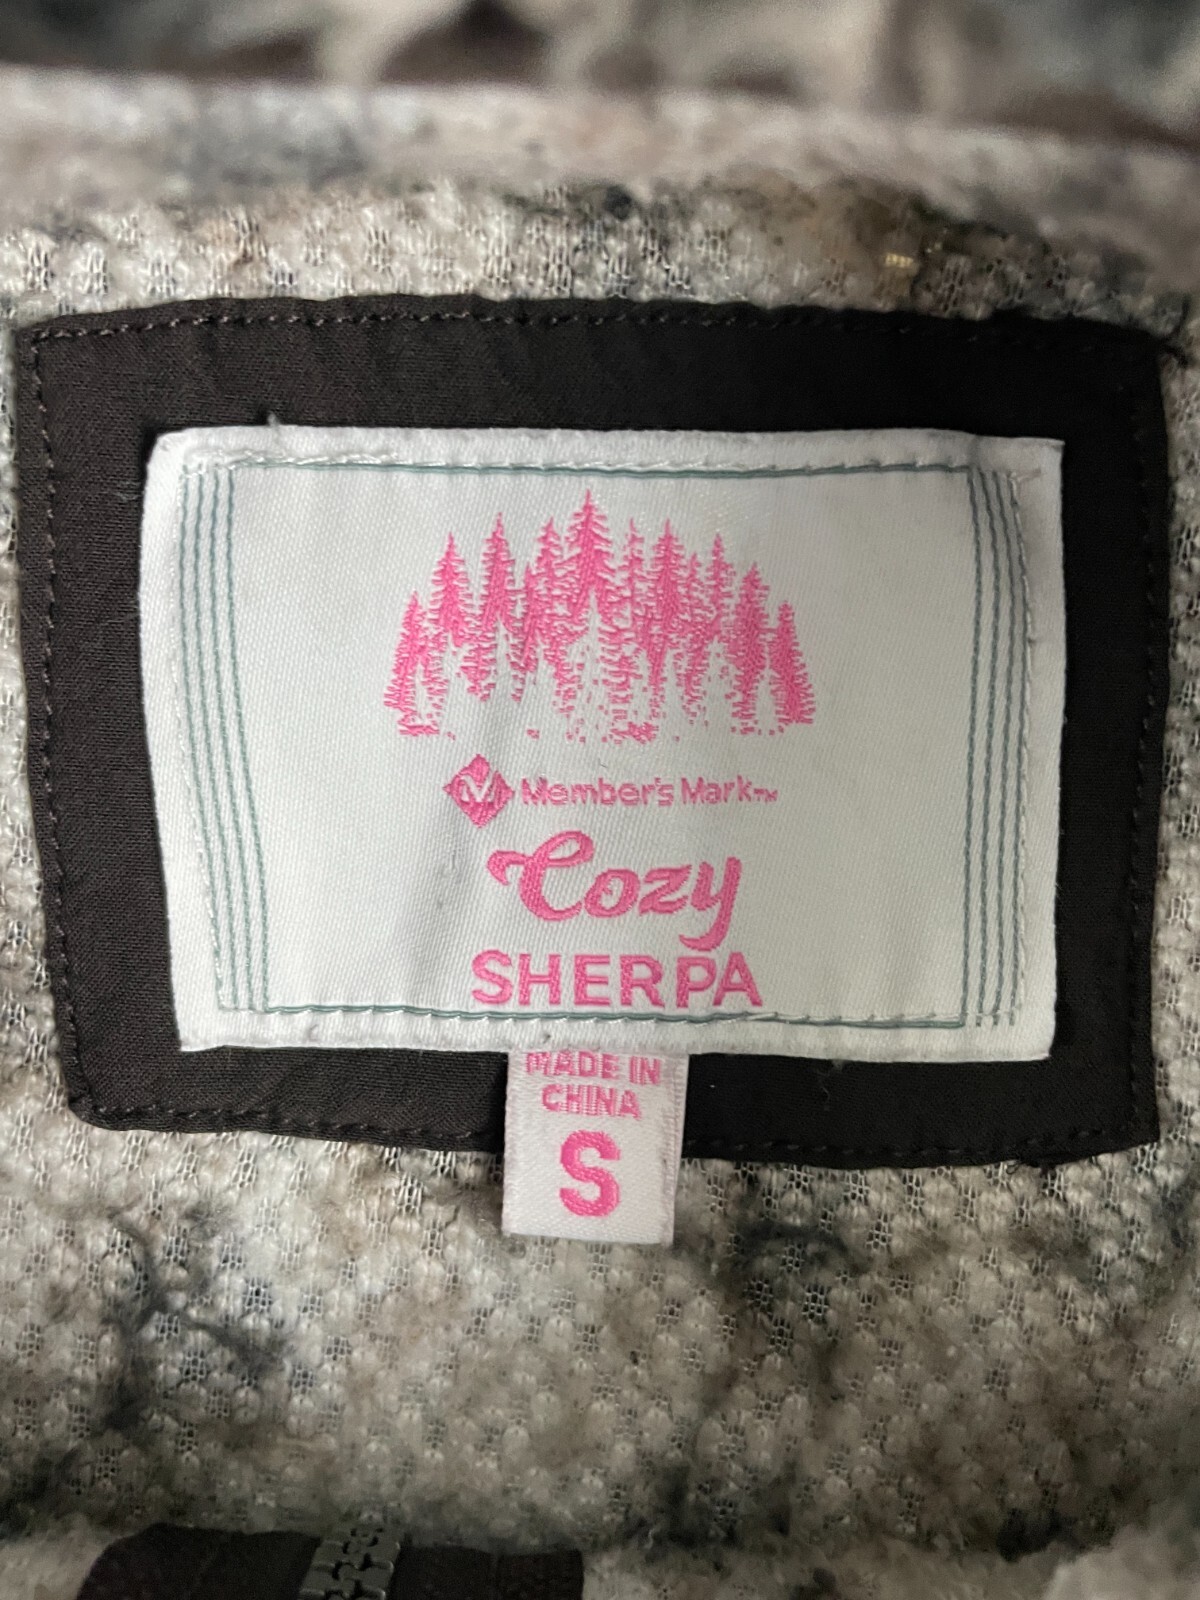 Member's Mark™
Cozy
SHERPA
MADE IN
CHINA
S